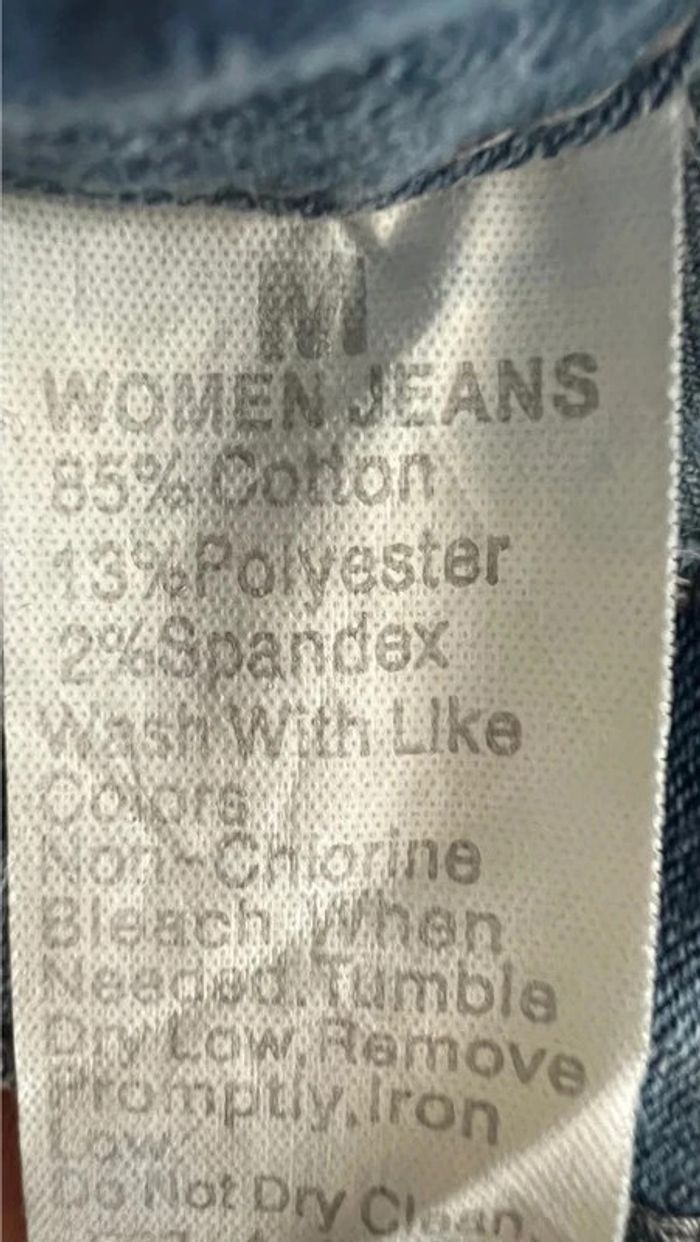 M
WOMEN JEANS
85% Cotton
13%Polyester
2%Spandex
Wash With Like
Colors
Non-Chlorine
Bleach When
Needed.Tumble
Dry Low,Remove
Promptly,Iron
Low
Do Not Dry Clean